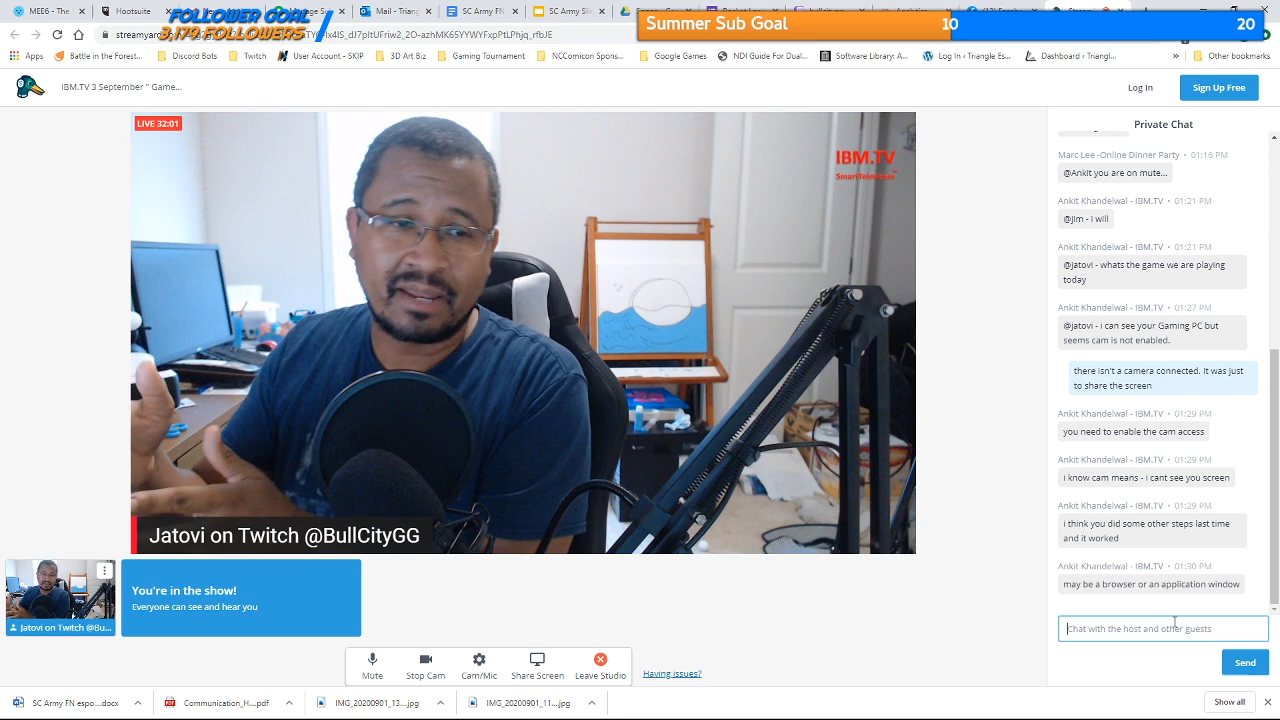 MEE6 - The
Hootsuite
Mail - Triang
SC Army FN
SC Army Slid
FOLLOWER GOAL
3,179 FOLLOWERS
Summer Sub Goal
10
20
Apps
Battle in the Interest...
Discord Bots
Twitch
User Account - SKIP
3D Art Biz
Gaming Tournament
NCComicon Spons...
Google Games
NDI Guide For Dual...
Software Library: A...
Log In ‹ Triangle Es...
Dashboard ‹ Triangl...
»
Other bookmarks
IBM.TV 3 September " Game...
Log In
Sign Up Free
LIVE 32:01
IBM.TV
Jatovi on Twitch @BullCityGG
Private Chat
Marc Lee -Online Dinner Party • 01:16 PM
@Ankit you are on mute...
Ankit Khandelwal - IBM.TV • 01:21 PM
@Jim - I will
Ankit Khandelwal - IBM.TV • 01:21 PM
@jatovi - whats the game we are playing
today
Ankit Khandelwal - IBM.TV • 01:27 PM
@jatovi - i can see your Gaming PC but
seems cam is not enabled.
there isn't a camera connected. It was just
to share the screen
Ankit Khandelwal - IBM.TV • 01:29 PM
you need to enable the cam access
Ankit Khandelwal - IBM.TV • 01:29 PM
i know cam means - i cant see you screen
Ankit Khandelwal - IBM.TV • 01:29 PM
i think you did some other steps last time
and it worked
Ankit Khandelwal - IBM.TV • 01:30 PM
may be a browser or an application window
Chat with the host and other guests
Send
Jatovi on Twitch @Bu...
You're in the show!
Everyone can see and hear you
Mute
Stop Cam
Cam/Mic
Share Screen
Leave Studio
Having issues?
SC Army FN espo....docx
Communication_H....pdf
IMG_20200901_13....jpg
IMG_20200901_11....jpg
Show all